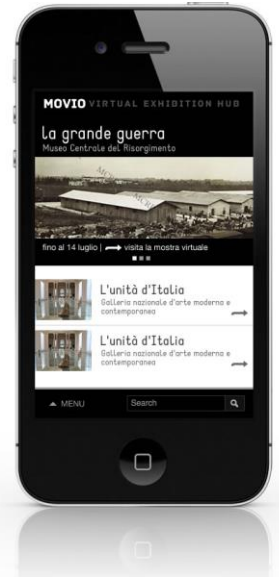 MOVIO VIRTUAL EXHIBITION HUB
la grande guerra
Museo Centrale del Risorgimento
fino al 14 luglio | visita la mostra virtuale
L'unità d'Italia
Galleria nazionale d'arte moderna e
contemporanea
L'unità d'Italia
Galleria nazionale d'arte moderna e
contemporanea
MENU
Search